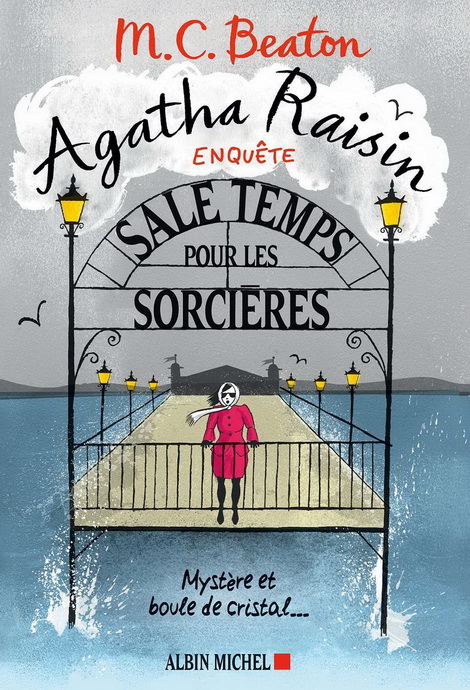 M.C. Beaton
Agatha Raisin
ENQUÊTE
SALE TEMPS
POUR LES
SORCIÈRES
Mystère et
boule de cristal...
ALBIN MICHEL